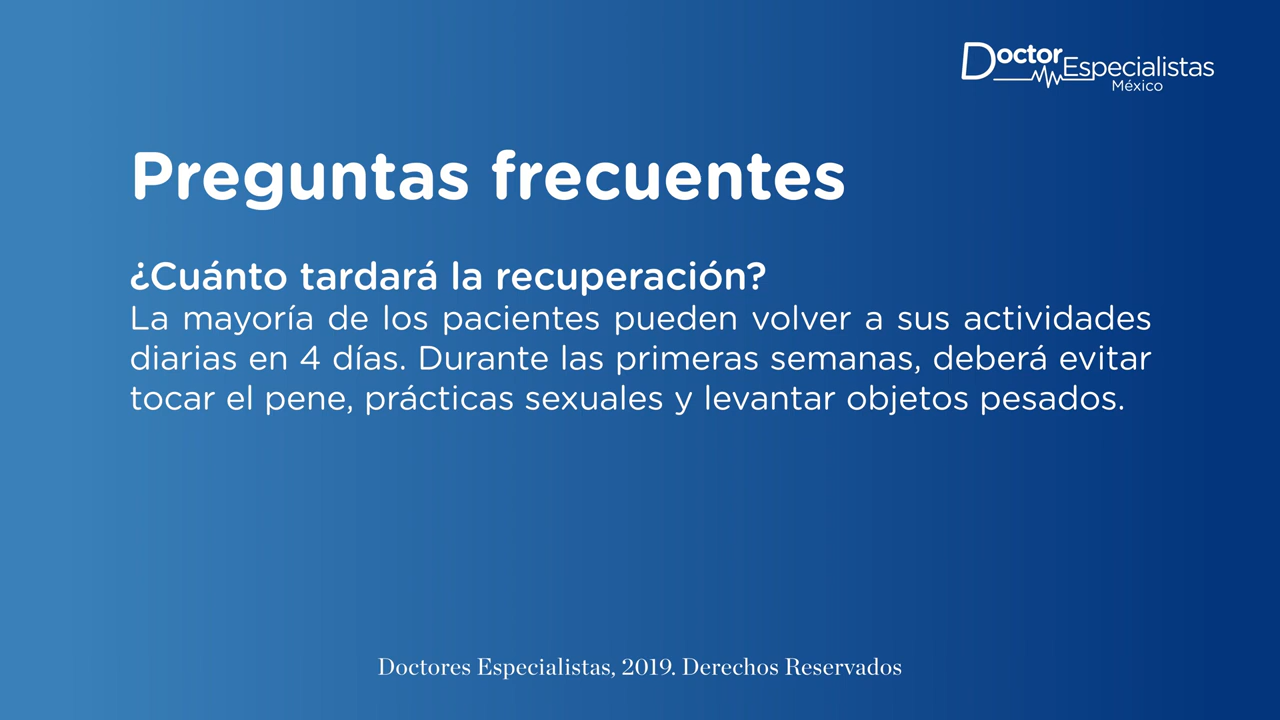 Doctor Especialistas
México
Preguntas frecuentes
¿Cuánto tardará la recuperación?
La mayoría de los pacientes pueden volver a sus actividades
diarias en 4 días. Durante las primeras semanas, deberá evitar
tocar el pene, prácticas sexuales y levantar objetos pesados.
Doctores Especialistas, 2019. Derechos Reservados